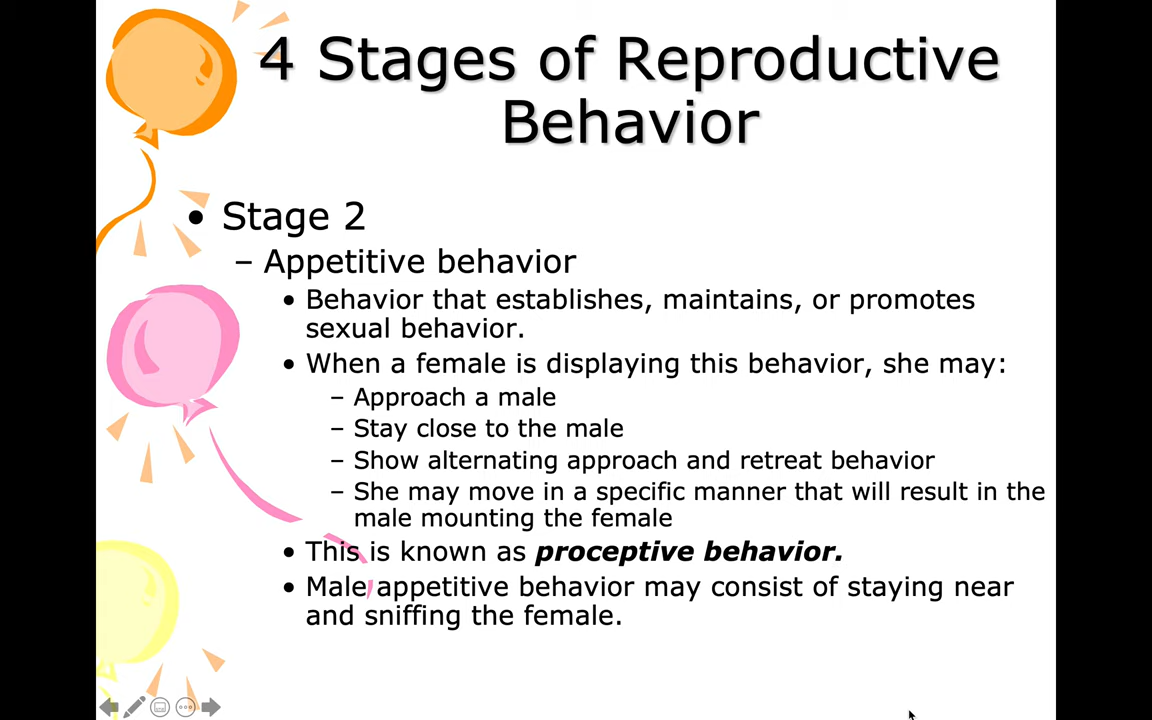 4 Stages of Reproductive
Behavior
• Stage 2
– Appetitive behavior
• Behavior that establishes, maintains, or promotes
sexual behavior.
• When a female is displaying this behavior, she may:
– Approach a male
– Stay close to the male
– Show alternating approach and retreat behavior
– She may move in a specific manner that will result in the
male mounting the female
• This is known as proceptive behavior.
• Male appetitive behavior may consist of staying near
and sniffing the female.